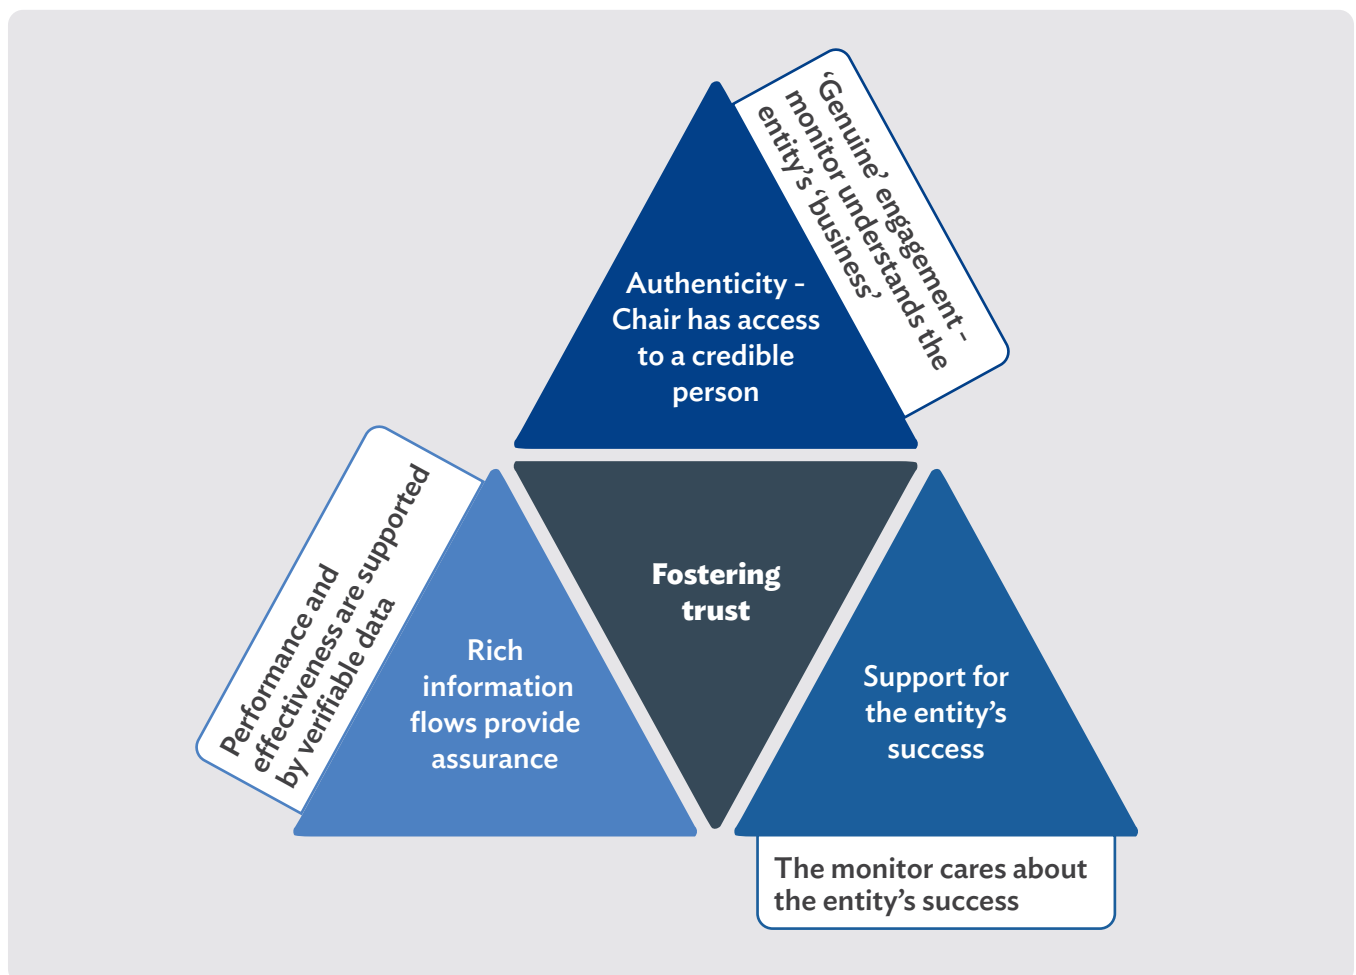 ‘Genuine’ engagement -
monitor understands the
entity’s ‘business’
Authenticity -
Chair has access
to a credible
person
Performance and
effectiveness are supported
by verifiable data
Rich
information
flows provide
assurance
Fostering
trust
Support for
the entity’s
success
The monitor cares about
the entity’s success